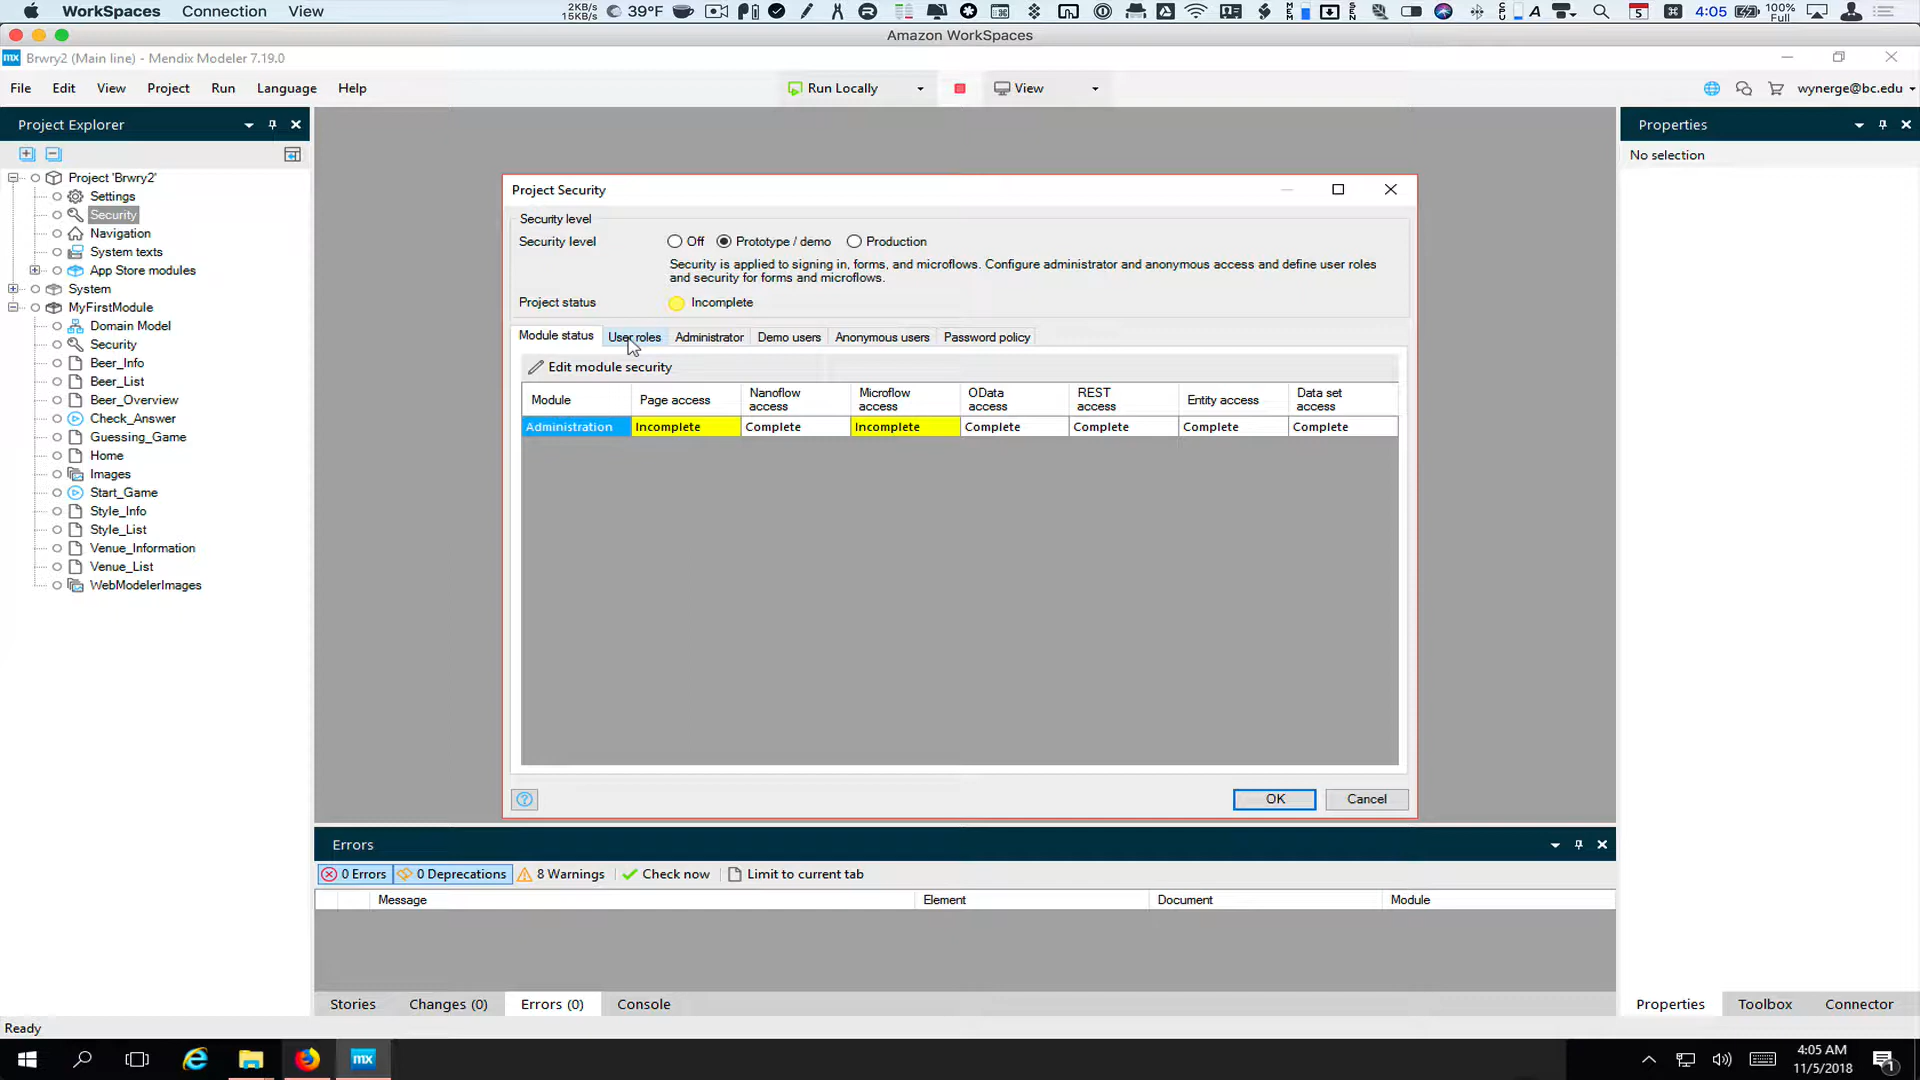 WorkSpaces Connection View 2KB/s 15KB/s 39°F 4:05 100% Full
Amazon WorkSpaces
mx Brwry2 (Main line) - Mendix Modeler 7.19.0
File Edit View Project Run Language Help Run Locally View wynerge@bc.edu
Project Explorer
Project 'Brwry2'
Settings
Security
Navigation
System texts
App Store modules
System
MyFirstModule
Domain Model
Security
Beer_Info
Beer_List
Beer_Overview
Check_Answer
Guessing_Game
Home
Images
Start_Game
Style_Info
Style_List
Venue_Information
Venue_List
WebModelerImages
Project Security
Security level
Security level Off Prototype / demo Production
Security is applied to signing in, forms, and microflows. Configure administrator and anonymous access and define user roles
and security for forms and microflows.
Project status Incomplete
Module status User roles Administrator Demo users Anonymous users Password policy
Edit module security
Module Page access Nanoflow access Microflow access OData access REST access Entity access Data set access
Administration Incomplete Complete Incomplete Complete Complete Complete Complete
OK Cancel
Properties
No selection
Errors
0 Errors 0 Deprecations 8 Warnings Check now Limit to current tab
Message Element Document Module
Stories Changes (0) Errors (0) Console
Properties Toolbox Connector
Ready
mx
4:05 AM
11/5/2018
1